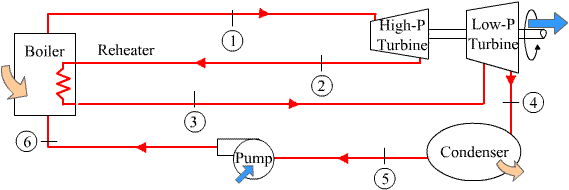 Boiler
Reheater
High-P
Turbine
Low-P
Turbine
1
2
3
4
5
6
Pump
Condenser